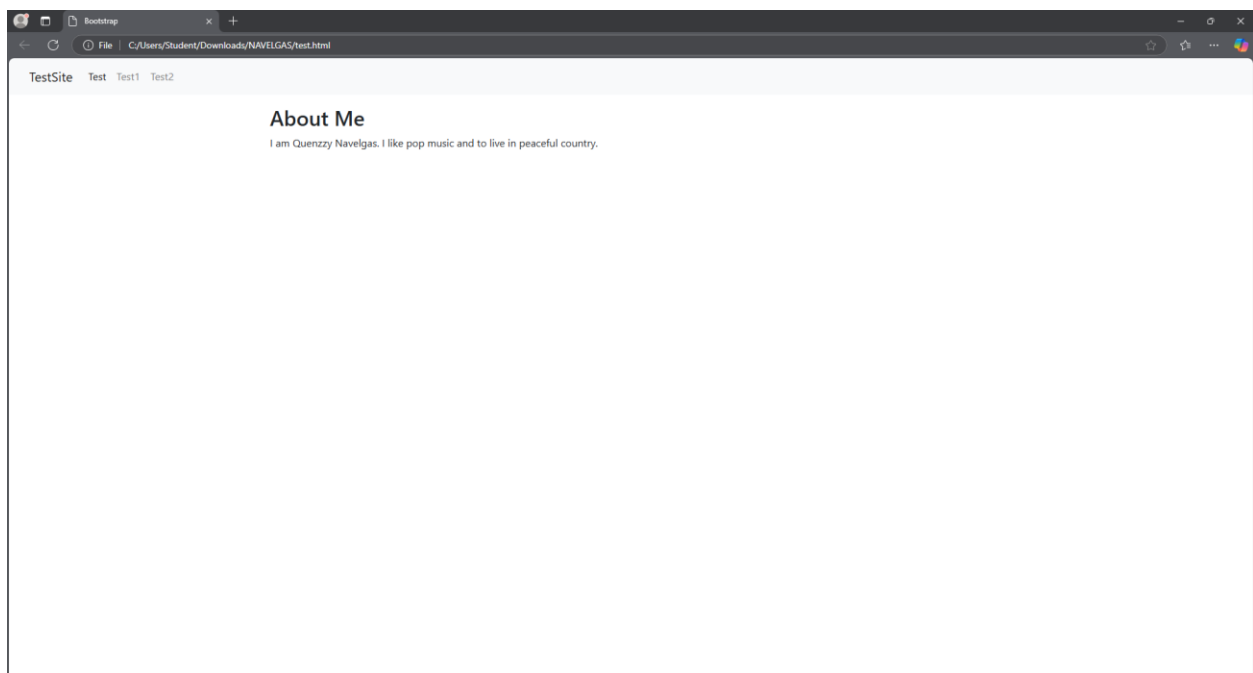 Bootstrap
File C:/Users/Student/Downloads/NAVELGAS/test.html
TestSite Test Test1 Test2
About Me
I am Quenzzy Navelgas. I like pop music and to live in peaceful country.